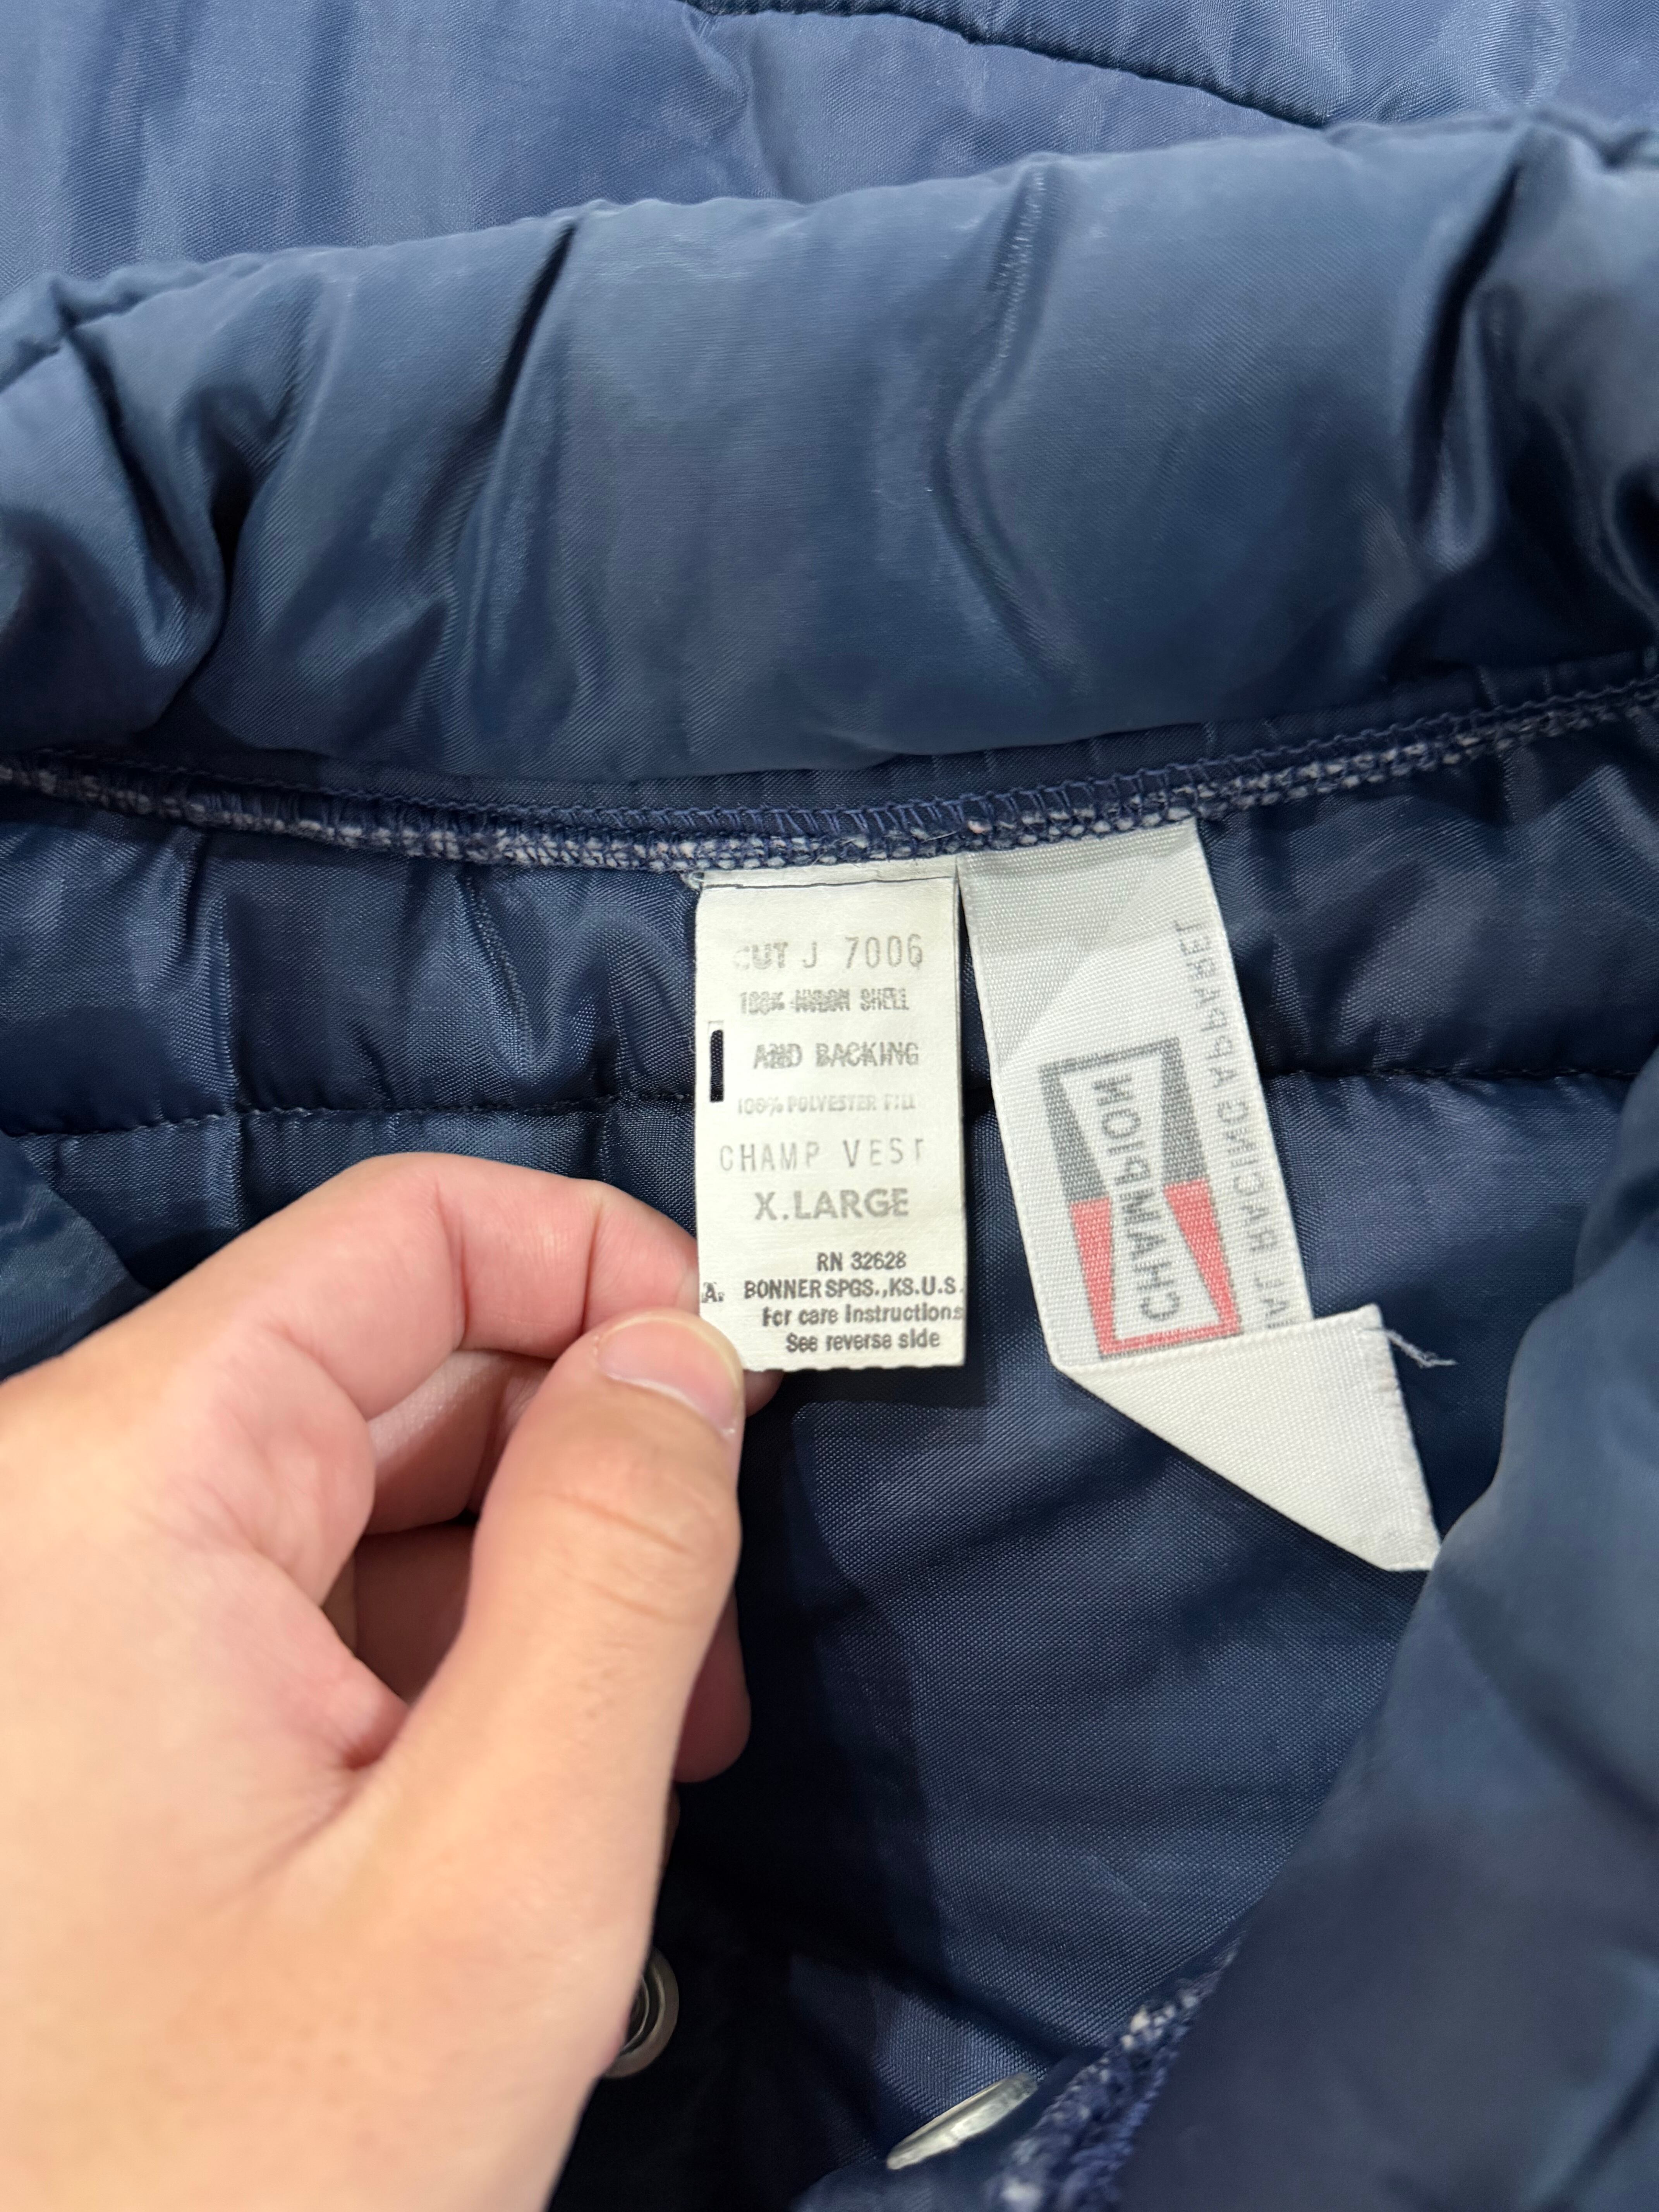 CUT J 7006
100% NYLON SHELL
AND BACKING
100% POLYESTER FILL
CHAMP VEST
X.LARGE
RN 32628
A. BONNER SPGS.,KS.U.S.
For care instructions
See reverse side
CHAMPION
RACING APPAREL